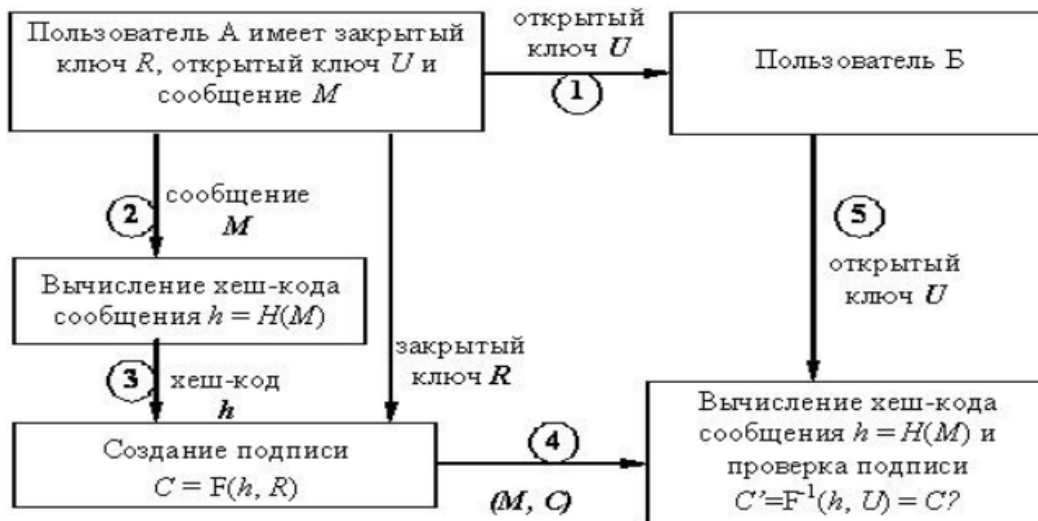 Пользователь А имеет закрытый
ключ R, открытый ключ U и
сообщение M
открытый
ключ U
1
Пользователь Б
2
сообщение
M
5
открытый
ключ U
Вычисление хеш-кода
сообщения h = H(M)
3
хеш-код
h
закрытый
ключ R
Создание подписи
C = F(h, R)
4
(M, C)
Вычисление хеш-кода
сообщения h = H(M) и
проверка подписи
C’=F¹(h, U) = C?